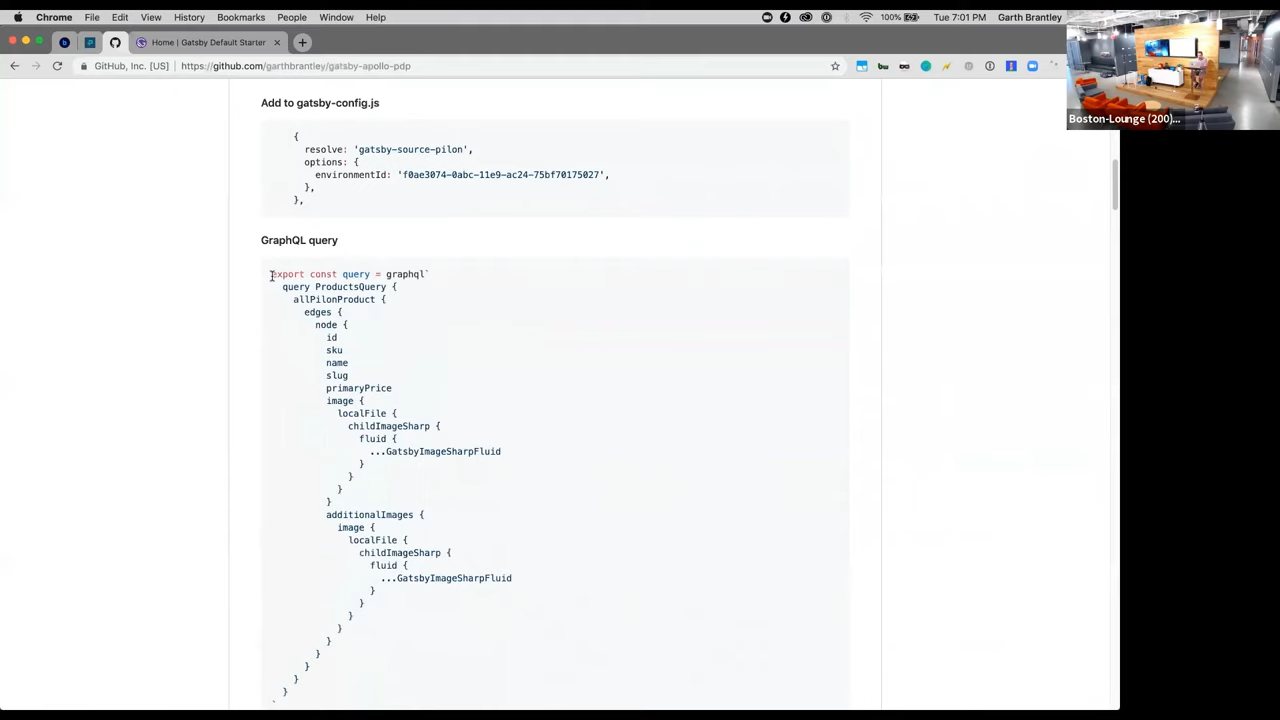 Chrome File Edit View History Bookmarks People Window Help 100% Tue 7:01 PM Garth Brantley
Home | Gatsby Default Starter
GitHub, Inc. [US] https://github.com/garthbrantley/gatsby-apollo-pdp
Boston-Lounge (200)...
Add to gatsby-config.js
{
resolve: 'gatsby-source-pilon',
options: {
environmentId: 'f0ae3074-0abc-11e9-ac24-75bf70175027',
},
},
GraphQL query
export const query = graphql`
query ProductsQuery {
allPilonProduct {
edges {
node {
id
sku
name
slug
primaryPrice
image {
localFile {
childImageSharp {
fluid {
...GatsbyImageSharpFluid
}
}
}
}
additionalImages {
image {
localFile {
childImageSharp {
fluid {
...GatsbyImageSharpFluid
}
}
}
}
}
}
}
}
}
`